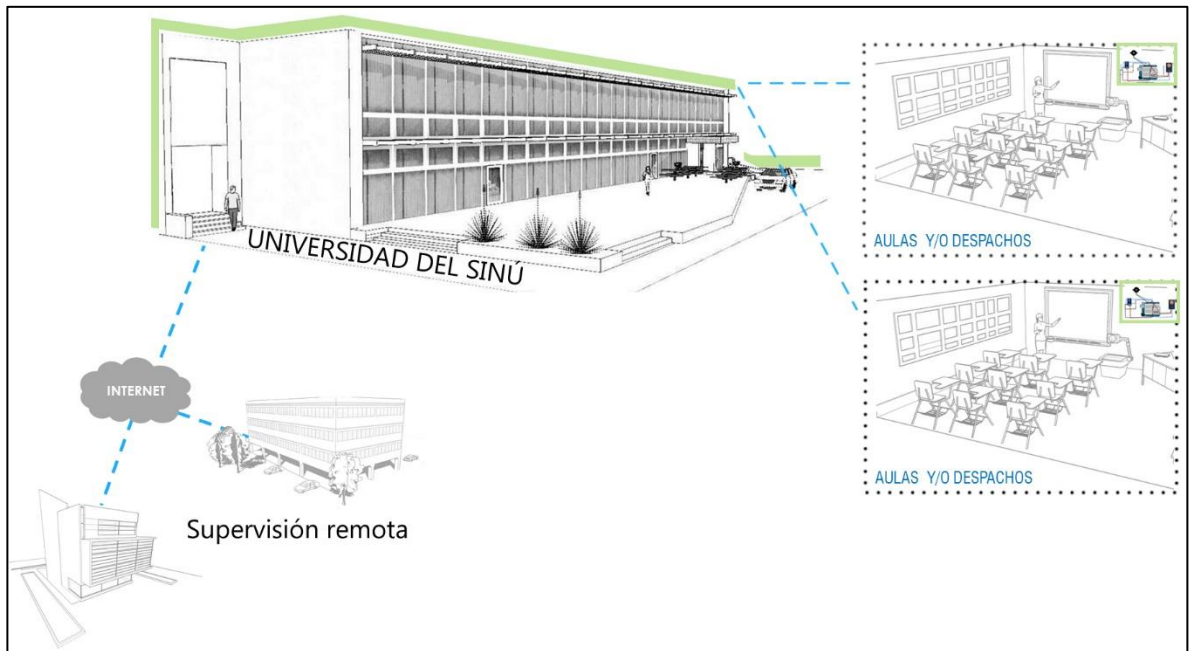 AULAS Y/O DESPACHOS
UNIVERSIDAD DEL SINÚ
INTERNET
AULAS Y/O DESPACHOS
Supervisión remota